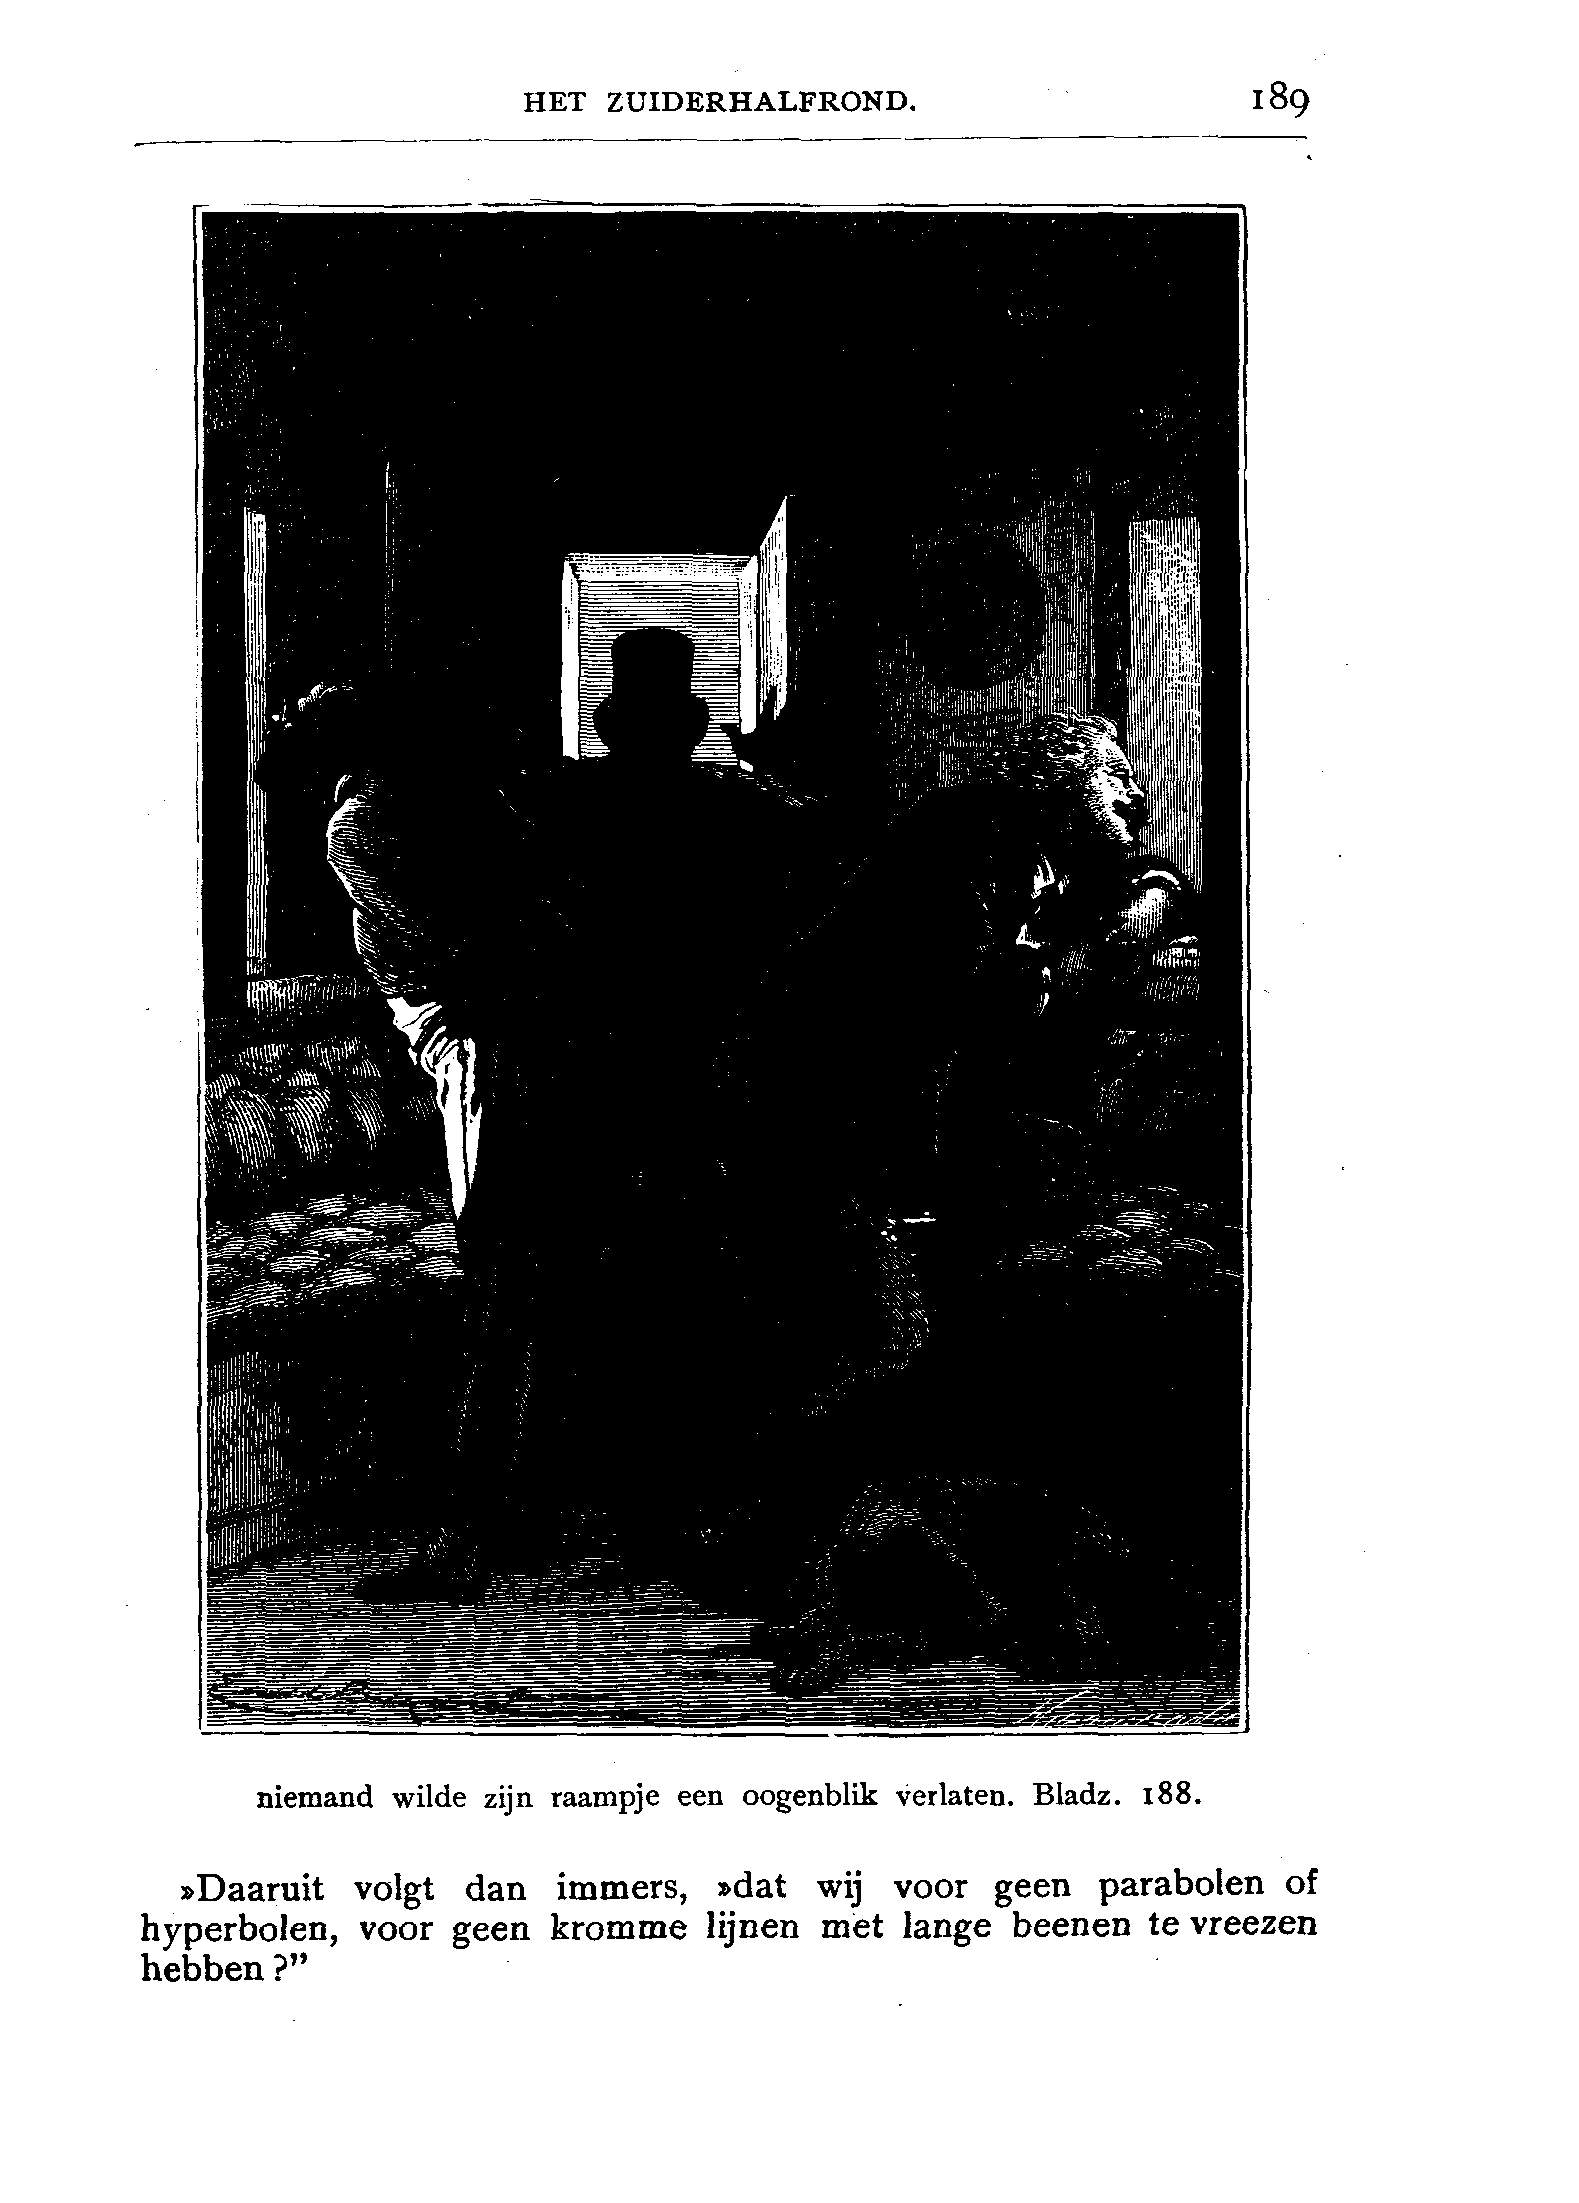 HET ZUIDERHALFROND. 189
niemand wilde zijn raampje een oogenblik verlaten. Bladz. 188.
»Daaruit volgt dan immers, »dat wij voor geen parabolen of
hyperbolen, voor geen kromme lijnen met lange beenen te vreezen
hebben?”